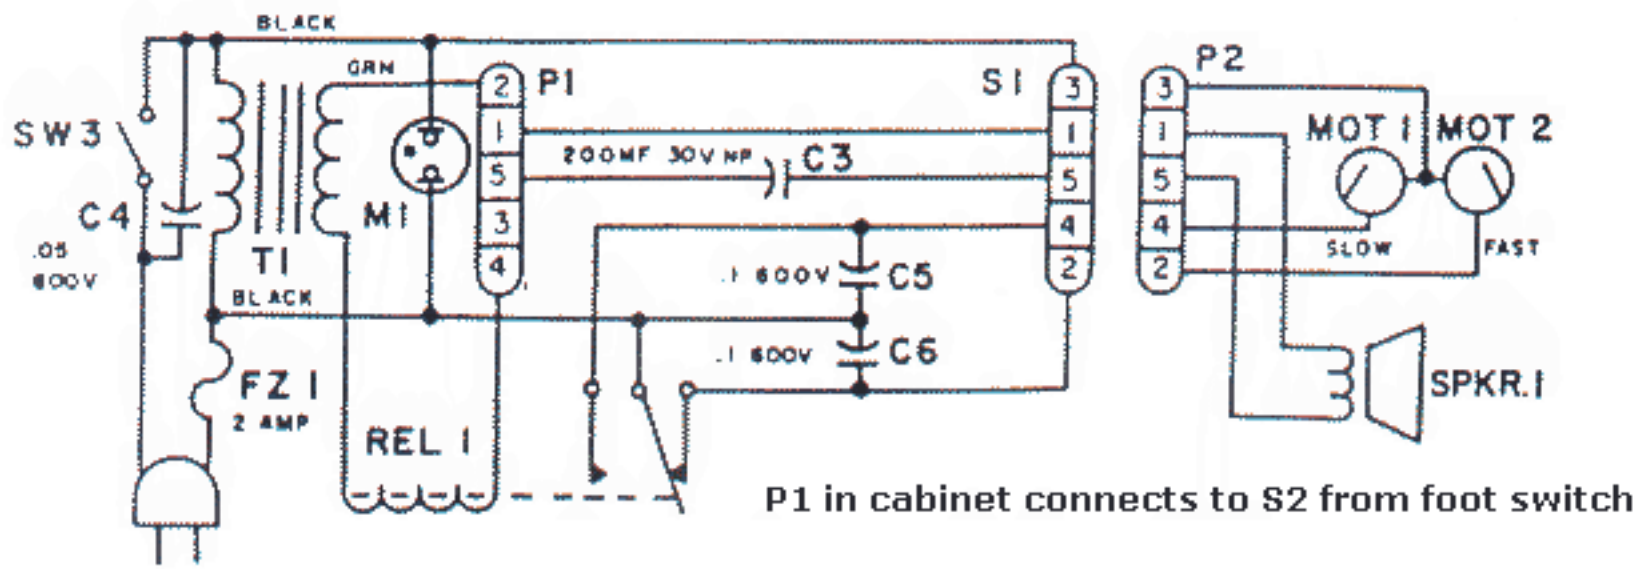 BLACK
GRN
P1
S1
P2
2
1
5
3
4
3
1
5
4
2
3
1
5
4
2
SW3
200MF 30V NP
C3
MOT 1
MOT 2
C4
.05
600V
T1
M1
BLACK
.1 600V
C5
SLOW
FAST
.1 600V
C6
FZ 1
2 AMP
REL 1
SPKR.1
P1 in cabinet connects to S2 from foot switch